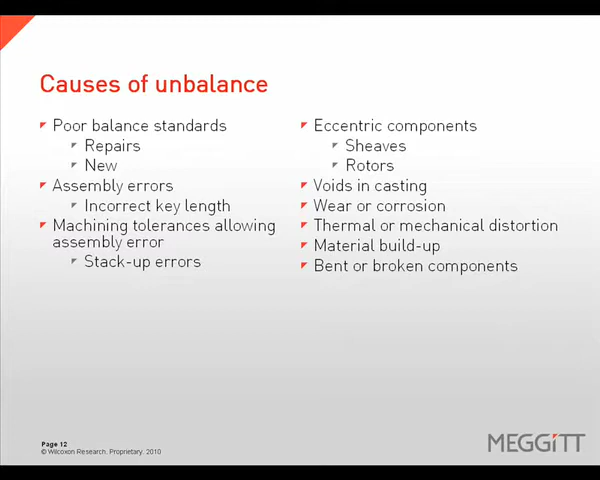 Causes of unbalance
Poor balance standards
Repairs
New
Assembly errors
Incorrect key length
Machining tolerances allowing
assembly error
Stack-up errors
Eccentric components
Sheaves
Rotors
Voids in casting
Wear or corrosion
Thermal or mechanical distortion
Material build-up
Bent or broken components
Page 12
© Wilcoxon Research. Proprietary. 2010
MEGGiTT